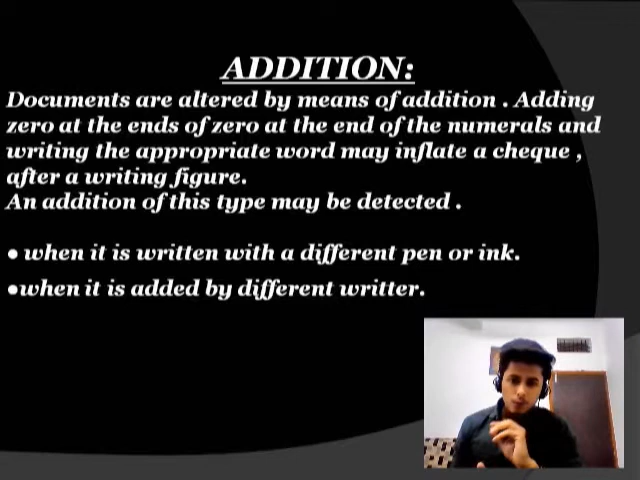 ADDITION:
Documents are altered by means of addition . Adding
zero at the ends of zero at the end of the numerals and
writing the appropriate word may inflate a cheque ,
after a writing figure.
An addition of this type may be detected .
● when it is written with a different pen or ink.
●when it is added by different writter.